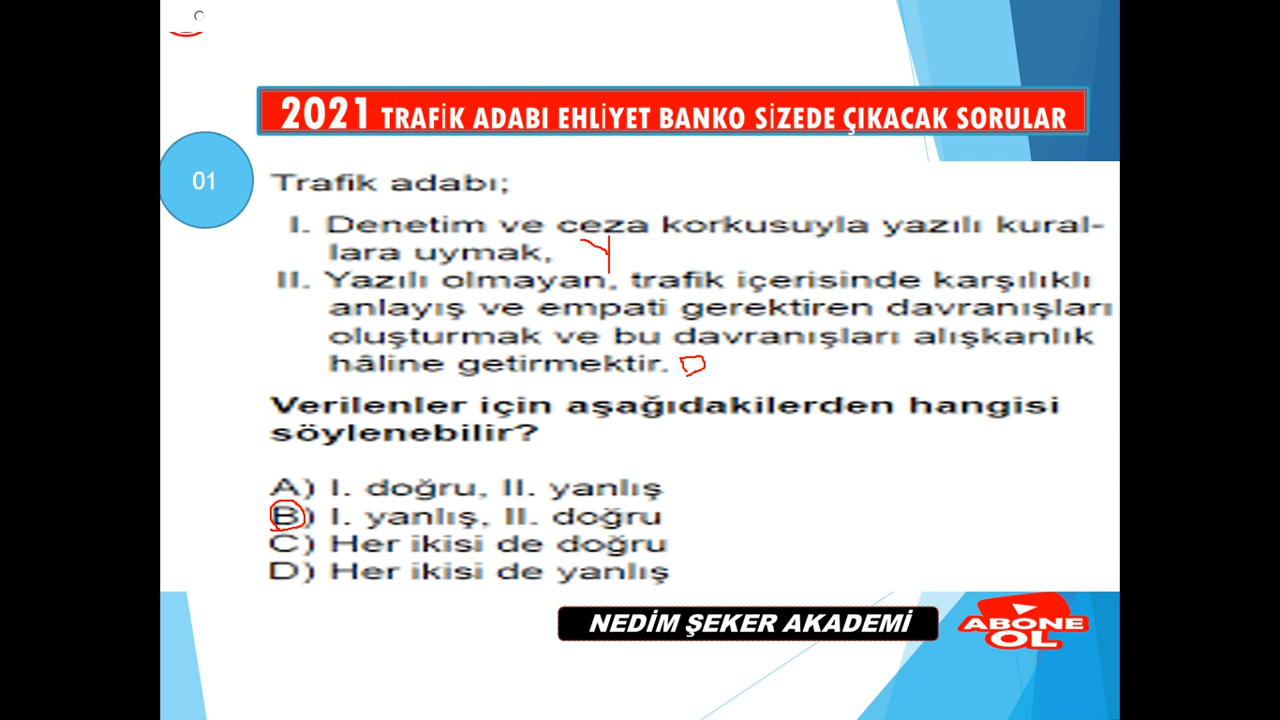 2021 TRAFİK ADABI EHLİYET BANKO SİZEDE ÇIKACAK SORULAR
01
Trafik adabı;
I. Denetim ve ceza korkusuyla yazılı kural-
lara uymak,
II. Yazılı olmayan, trafik içerisinde karşılıklı
anlayış ve empati gerektiren davranışları
oluşturmak ve bu davranışları alışkanlık
hâline getirmektir.
Verilenler için aşağıdakilerden hangisi
söylenebilir?
A) I. doğru, II. yanlış
B) I. yanlış, II. doğru
C) Her ikisi de doğru
D) Her ikisi de yanlış
NEDİM ŞEKER AKADEMİ
ABONE
OL